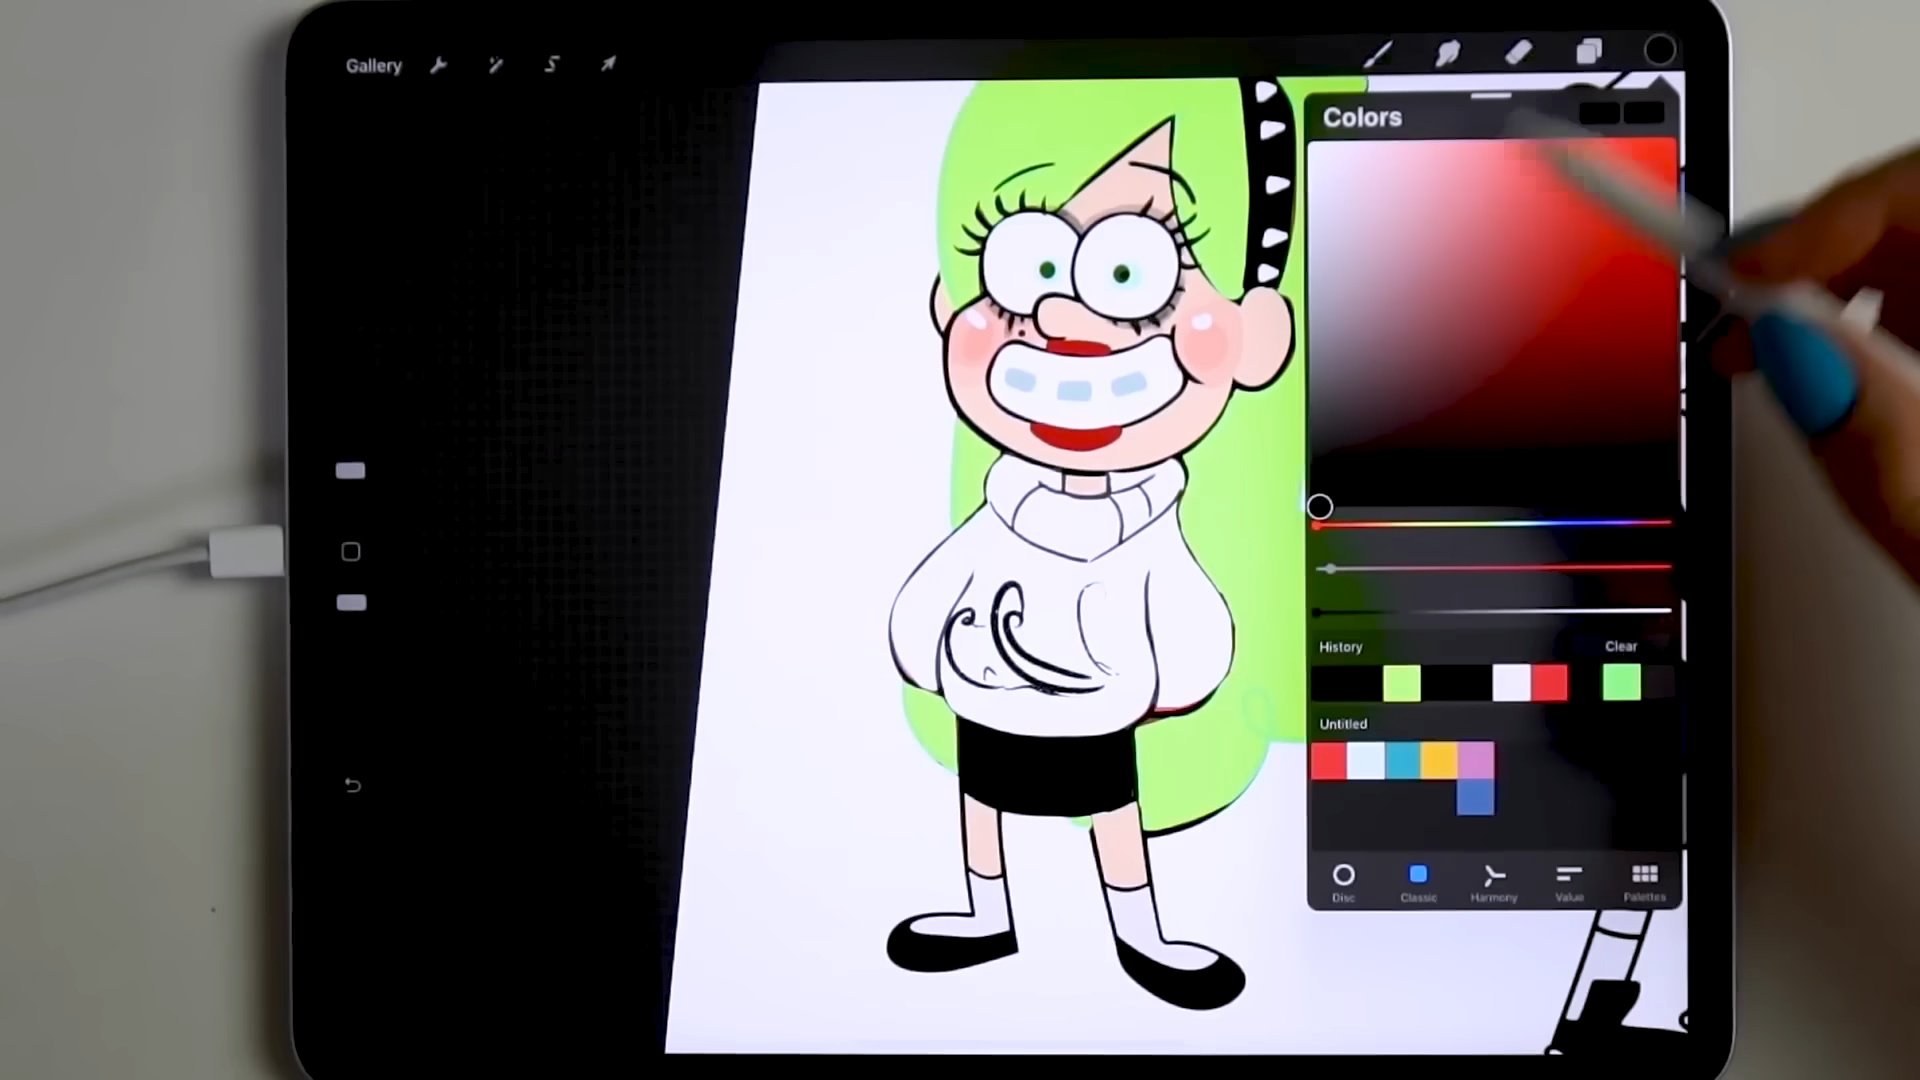 Gallery
Colors
History Clear
Untitled
Disc Classic Harmony Value Palettes